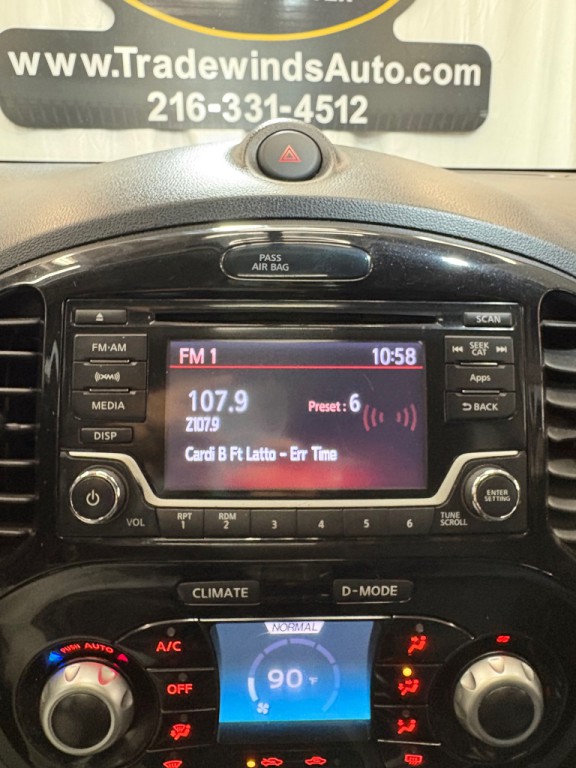 www.TradewindsAuto.com
216-331-4512
PASS
AIR BAG
SCAN
FM·AM
SEEK
CAT
(XM)
Apps
MEDIA
BACK
DISP
FM 1 10:58
107.9 Preset : 6
Z107.9
Cardi B Ft Latto - Err Time
ENTER
SETTING
VOL
RPT
1
RDM
2
3
4
5
6
TUNE
SCROLL
CLIMATE
D-MODE
PUSH AUTO
A/C
NORMAL
OFF
90 °F